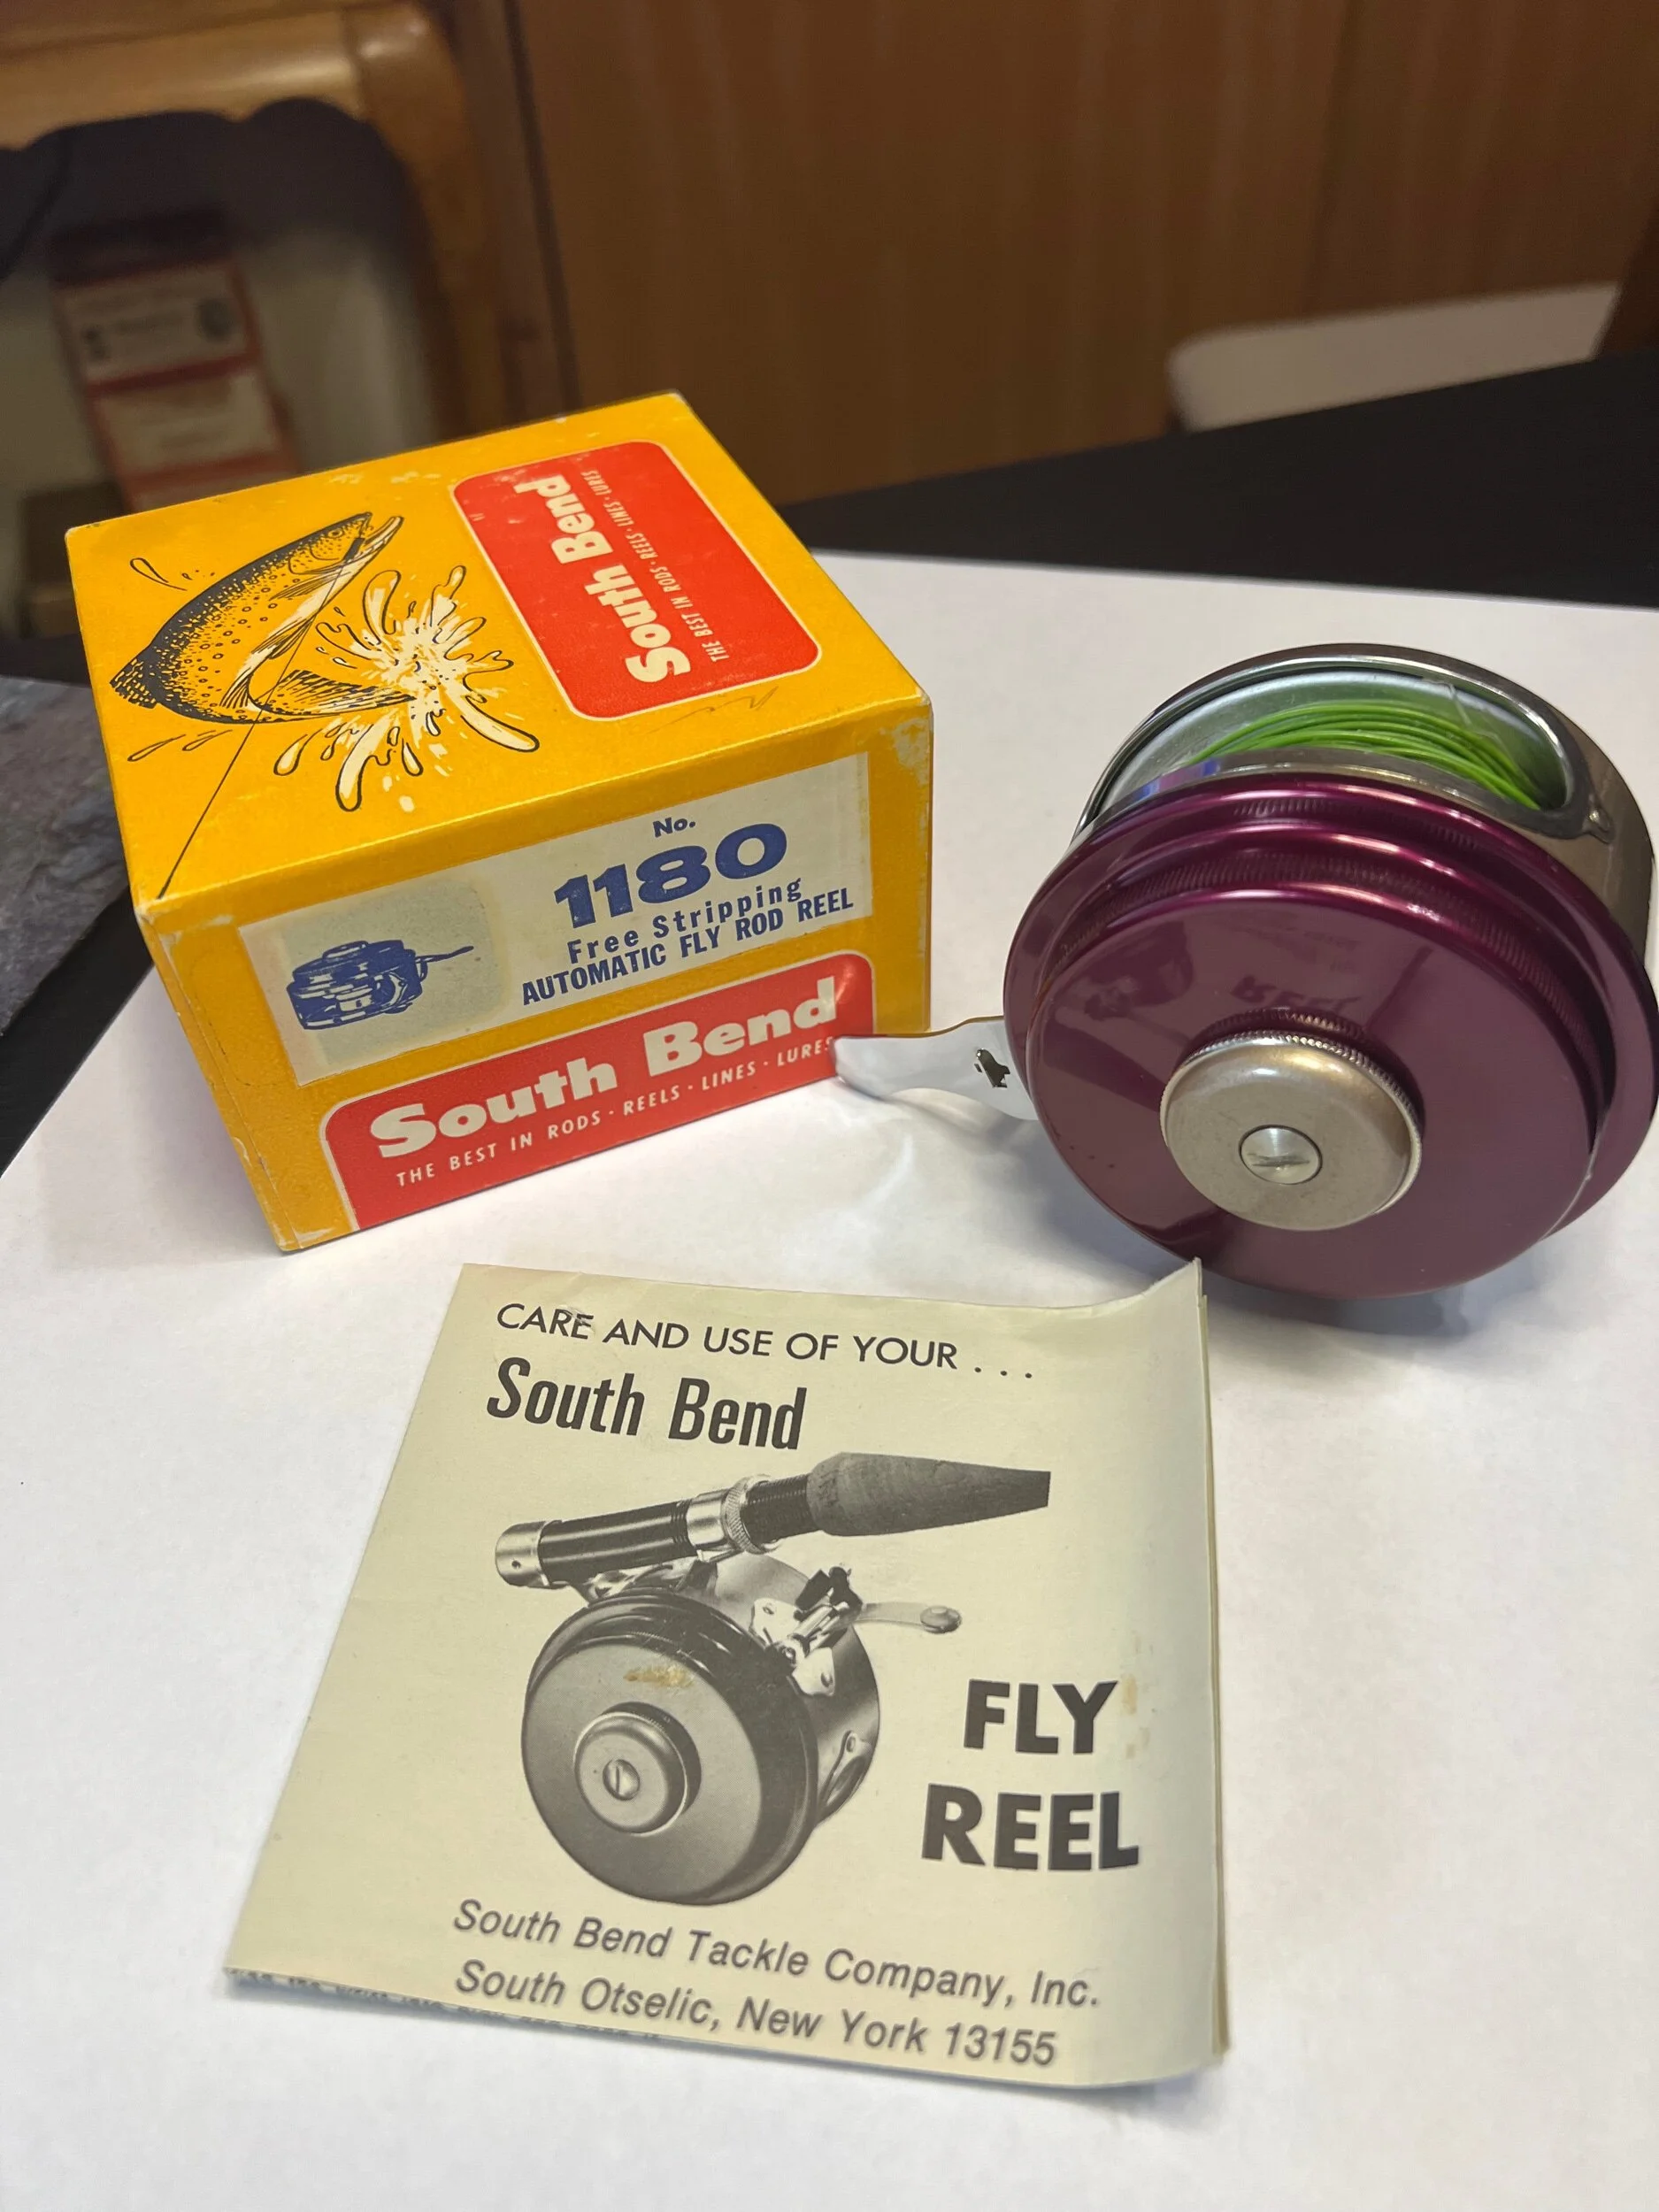 South Bend
THE BEST IN RODS · REELS · LINES · LURES
No.
1180
Free Stripping
AUTOMATIC FLY ROD REEL
South Bend
THE BEST IN RODS · REELS · LINES · LURES
CARE AND USE OF YOUR . . .
South Bend
FLY
REEL
South Bend Tackle Company, Inc.
South Otselic, New York 13155